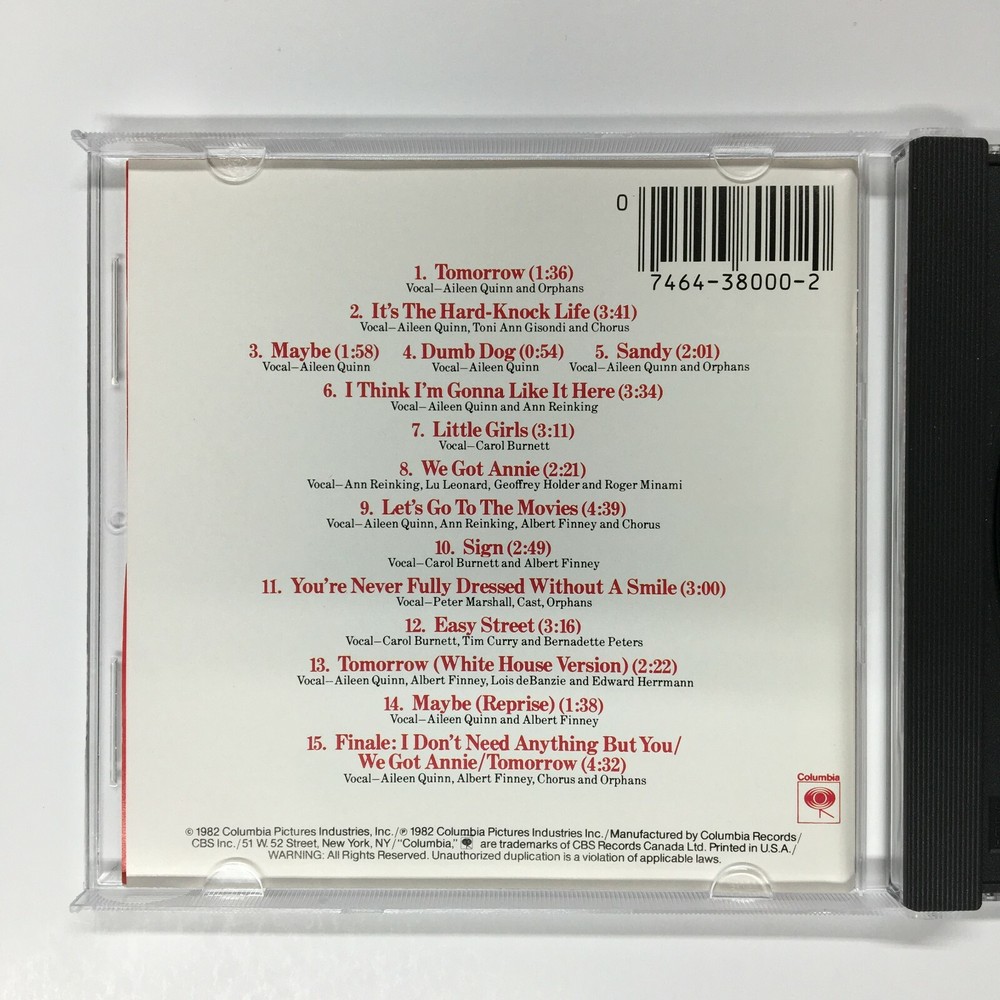 0
7464-38000-2
1. Tomorrow (1:36)
Vocal–Aileen Quinn and Orphans
2. It's The Hard-Knock Life (3:41)
Vocal–Aileen Quinn, Toni Ann Gisondi and Chorus
3. Maybe (1:58) 4. Dumb Dog (0:54) 5. Sandy (2:01)
Vocal–Aileen Quinn Vocal–Aileen Quinn Vocal–Aileen Quinn and Orphans
6. I Think I'm Gonna Like It Here (3:34)
Vocal–Aileen Quinn and Ann Reinking
7. Little Girls (3:11)
Vocal–Carol Burnett
8. We Got Annie (2:21)
Vocal–Ann Reinking, Lu Leonard, Geoffrey Holder and Roger Minami
9. Let's Go To The Movies (4:39)
Vocal–Aileen Quinn, Ann Reinking, Albert Finney and Chorus
10. Sign (2:49)
Vocal–Carol Burnett and Albert Finney
11. You're Never Fully Dressed Without A Smile (3:00)
Vocal–Peter Marshall, Cast, Orphans
12. Easy Street (3:16)
Vocal–Carol Burnett, Tim Curry and Bernadette Peters
13. Tomorrow (White House Version) (2:22)
Vocal–Aileen Quinn, Albert Finney, Lois deBanzie and Edward Herrmann
14. Maybe (Reprise) (1:38)
Vocal–Aileen Quinn and Albert Finney
15. Finale: I Don't Need Anything But You/
We Got Annie/Tomorrow (4:32)
Vocal–Aileen Quinn, Albert Finney, Chorus and Orphans
Columbia
© 1982 Columbia Pictures Industries, Inc./℗ 1982 Columbia Pictures Industries Inc./Manufactured by Columbia Records/
CBS Inc./51 W. 52 Street, New York, NY/"Columbia," are trademarks of CBS Records Canada Ltd. Printed in U.S.A./
WARNING: All Rights Reserved. Unauthorized duplication is a violation of applicable laws.